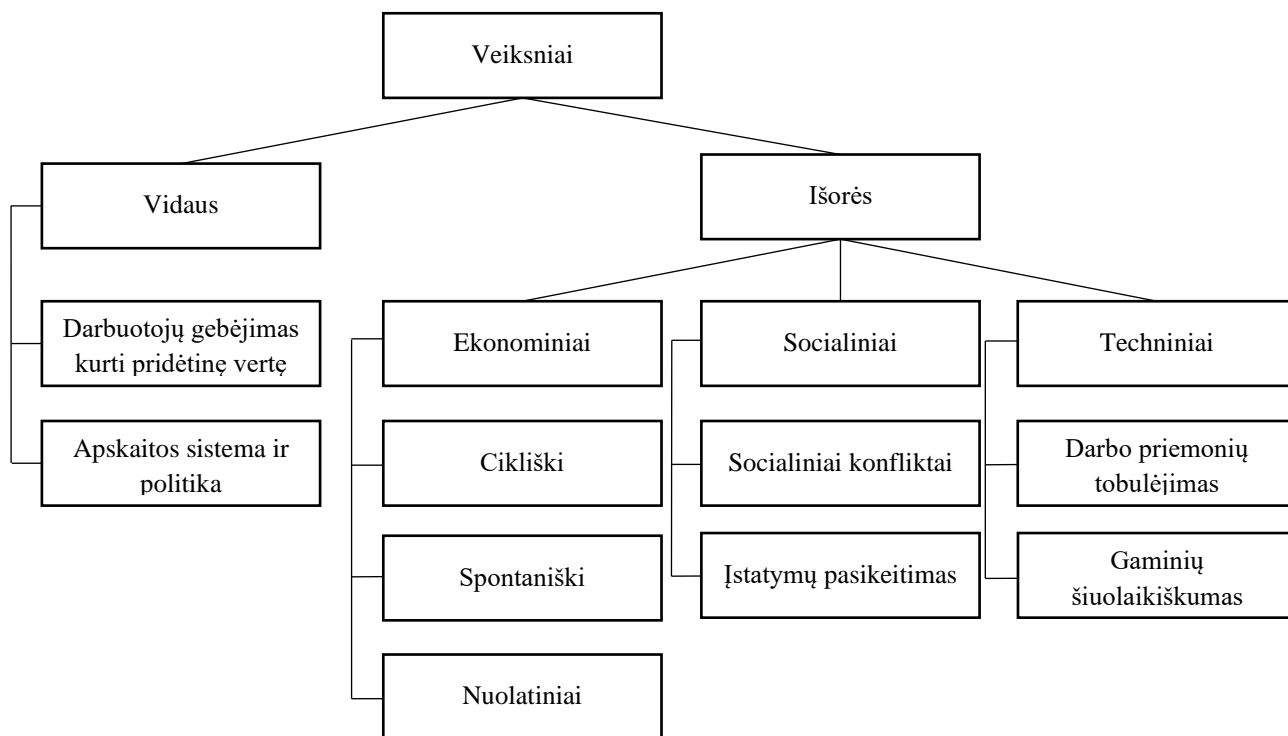 Veiksniai
Vidaus
Išorės
Darbuotojų gebėjimas
kurti pridėtinę vertę
Apskaitos sistema ir
politika
Ekonominiai
Cikliški
Spontaniški
Nuolatiniai
Socialiniai
Socialiniai konfliktai
Įstatymų pasikeitimas
Techniniai
Darbo priemonių
tobulėjimas
Gaminių
šiuolaikiškumas